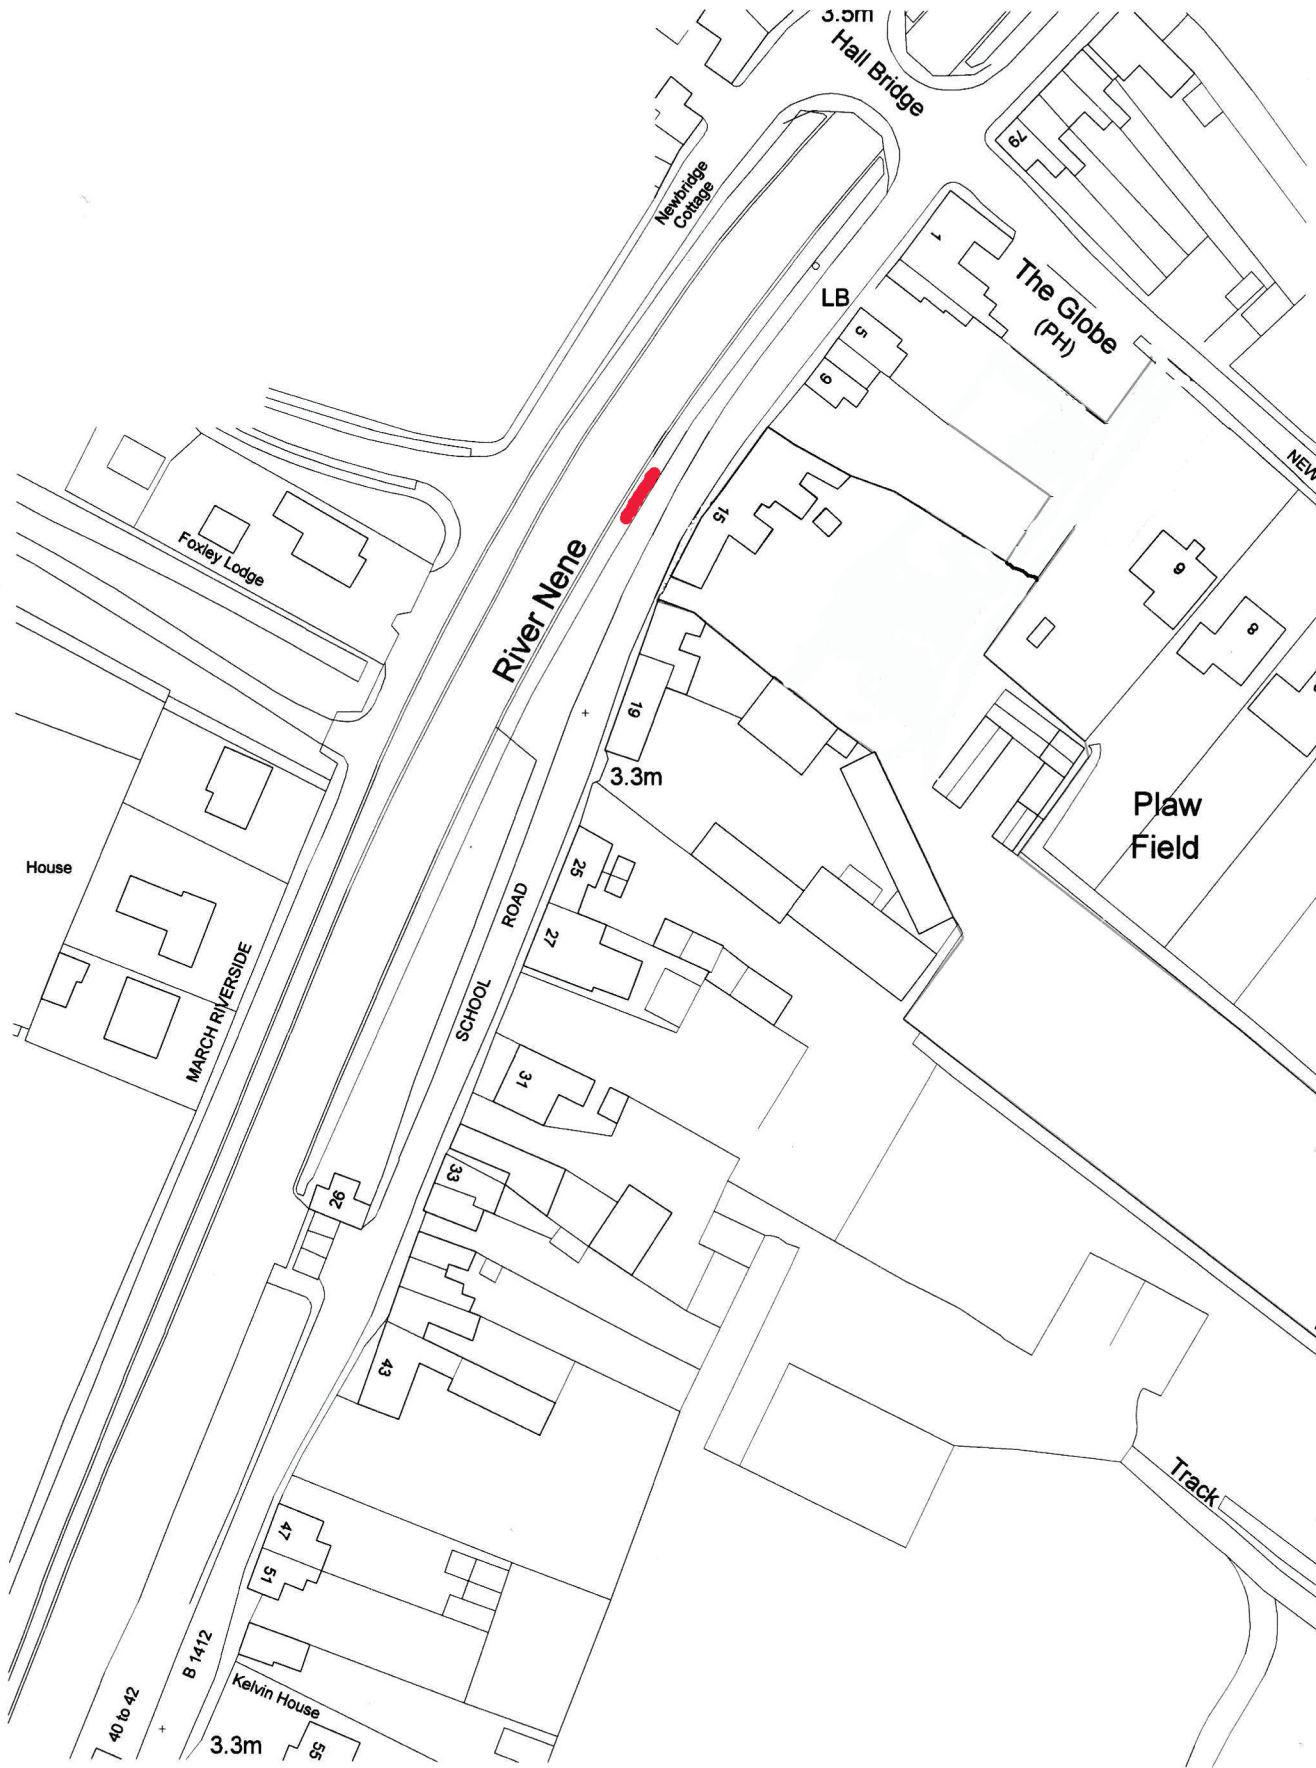 3.5m
Hall Bridge
79
Newbridge
Cottage
1
The Globe
(PH)
LB
5
9
NEW
15
Foxley Lodge
River Nene
6
8
19
3.3m
Plaw
Field
House
25
ROAD
27
MARCH RIVERSIDE
SCHOOL
31
33
26
43
Track
47
51
B 1412
Kelvin House
40 to 42
3.3m
55